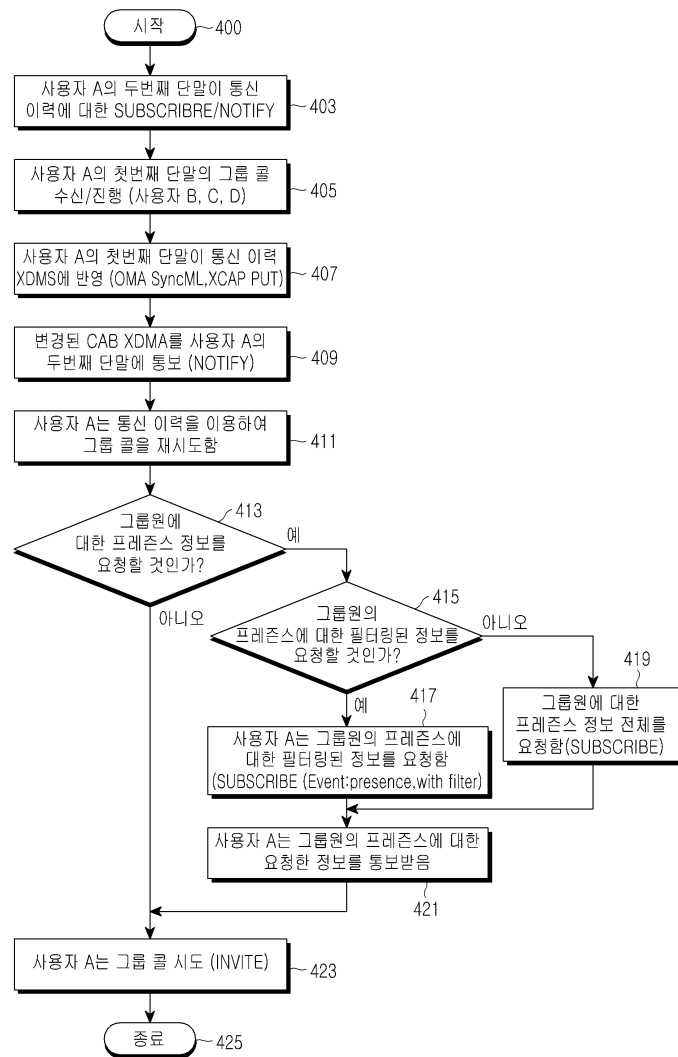 시작
400
사용자 A의 두번째 단말이 통신
이력에 대한 SUBSCRIBRE/NOTIFY
403
사용자 A의 첫번째 단말의 그룹 콜
수신/진행 (사용자 B, C, D)
405
사용자 A의 첫번째 단말이 통신 이력
XDMS에 반영 (OMA SyncML,XCAP PUT)
407
변경된 CAB XDMA를 사용자 A의
두번째 단말에 통보 (NOTIFY)
409
사용자 A는 통신 이력을 이용하여
그룹 콜을 재시도함
411
413
그룹원에
대한 프레즌스 정보를
요청할 것인가?
예
아니오
415
그룹원의
프레즌스에 대한 필터링된 정보를
요청할 것인가?
아니오
예
417
사용자 A는 그룹원의 프레즌스에
대한 필터링된 정보를 요청함
(SUBSCRIBE (Event:presence,with filter)
419
그룹원에 대한
프레즌스 정보 전체를
요청함(SUBSCRIBE)
사용자 A는 그룹원의 프레즌스에 대한
요청한 정보를 통보받음
421
사용자 A는 그룹 콜 시도 (INVITE)
423
종료
425